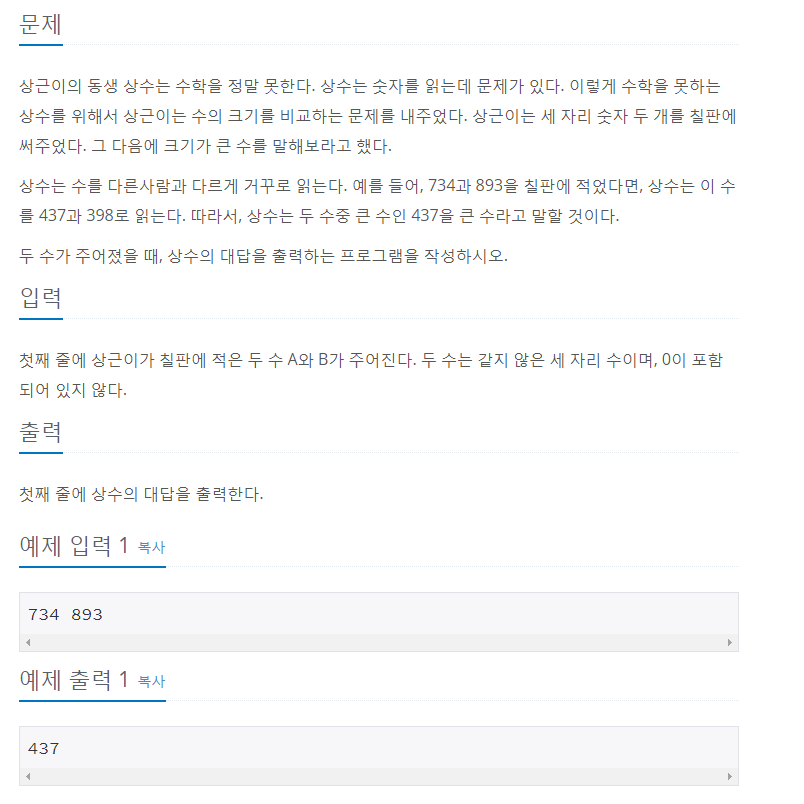 문제
상근이의 동생 상수는 수학을 정말 못한다. 상수는 숫자를 읽는데 문제가 있다. 이렇게 수학을 못하는
상수를 위해서 상근이는 수의 크기를 비교하는 문제를 내주었다. 상근이는 세 자리 숫자 두 개를 칠판에
써주었다. 그 다음에 크기가 큰 수를 말해보라고 했다.
상수는 수를 다른사람과 다르게 거꾸로 읽는다. 예를 들어, 734과 893을 칠판에 적었다면, 상수는 이 수
를 437과 398로 읽는다. 따라서, 상수는 두 수중 큰 수인 437을 큰 수라고 말할 것이다.
두 수가 주어졌을 때, 상수의 대답을 출력하는 프로그램을 작성하시오.
입력
첫째 줄에 상근이가 칠판에 적은 두 수 A와 B가 주어진다. 두 수는 같지 않은 세 자리 수이며, 0이 포함
되어 있지 않다.
출력
첫째 줄에 상수의 대답을 출력한다.
예제 입력 1 복사
734 893
예제 출력 1 복사
437